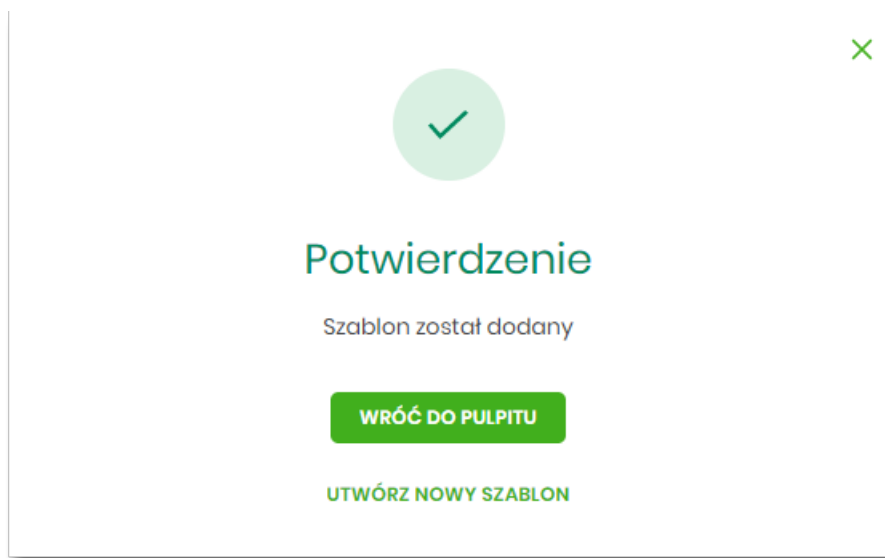 Potwierdzenie
Szablon został dodany
WRÓĆ DO PULPITU
UTWÓRZ NOWY SZABLON